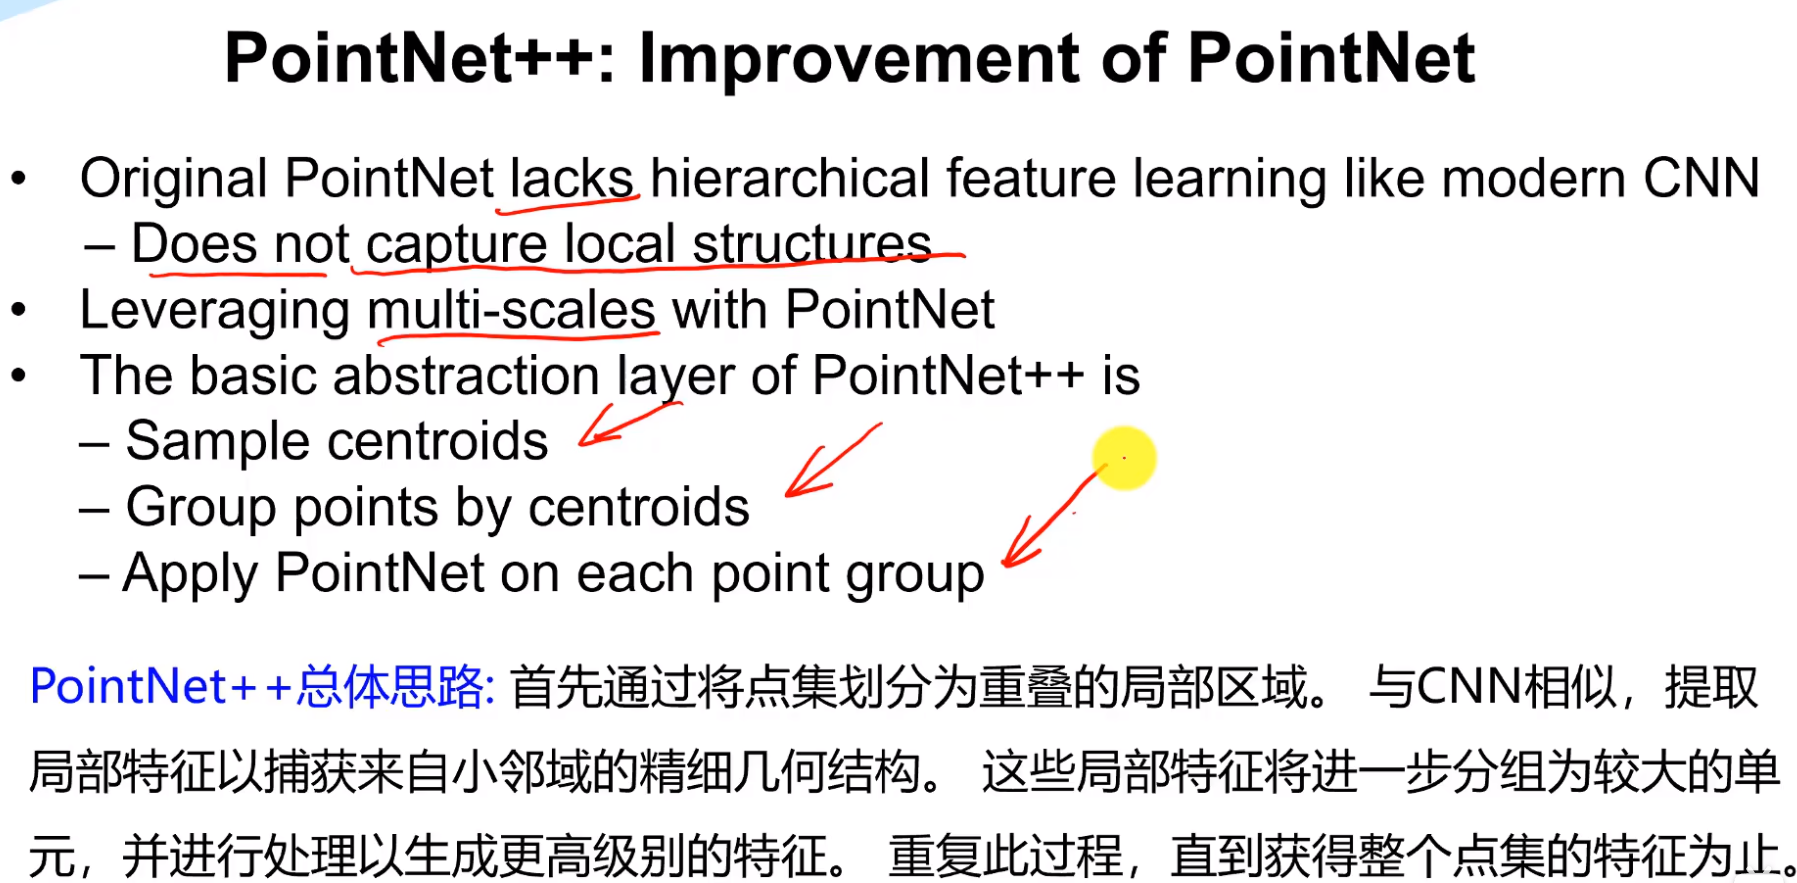 PointNet++: Improvement of PointNet
• Original PointNet lacks hierarchical feature learning like modern CNN
– Does not capture local structures
• Leveraging multi-scales with PointNet
• The basic abstraction layer of PointNet++ is
– Sample centroids
– Group points by centroids
– Apply PointNet on each point group
PointNet++总体思路: 首先通过将点集划分为重叠的局部区域。 与CNN相似，提取
局部特征以捕获来自小邻域的精细几何结构。 这些局部特征将进一步分组为较大的单
元，并进行处理以生成更高级别的特征。 重复此过程，直到获得整个点集的特征为止。